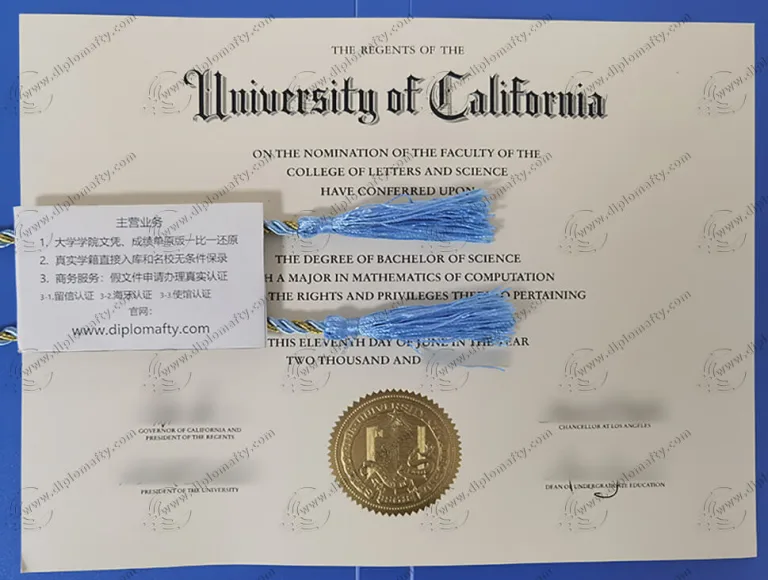 THE REGENTS OF THE
University of California
ON THE NOMINATION OF THE FACULTY OF THE
COLLEGE OF LETTERS AND SCIENCE
HAVE CONFERRED UPON
主营业务
1、大学学院文凭、成绩单原版一比一还原
2、真实学籍直接入库和名校无条件保录
3、商务服务：假文件申请办理真实认证
3-1.留信认证 3-2.海牙认证 3-3.使馆认证
官网：
www.diplomafty.com
THE DEGREE OF BACHELOR OF SCIENCE
H A MAJOR IN MATHEMATICS OF COMPUTATION
THE RIGHTS AND PRIVILEGES PERTAINING
THIS ELEVENTH DAY OF JUNE IN THE YEAR
TWO THOUSAND AND
GOVERNOR OF CALIFORNIA AND
PRESIDENT OF THE REGENTS
CHANCELLOR AT LOS ANGELES
PRESIDENT OF THE UNIVERSITY
DEAN OF UNDERGRADUATE EDUCATION
www.diplomafty.com